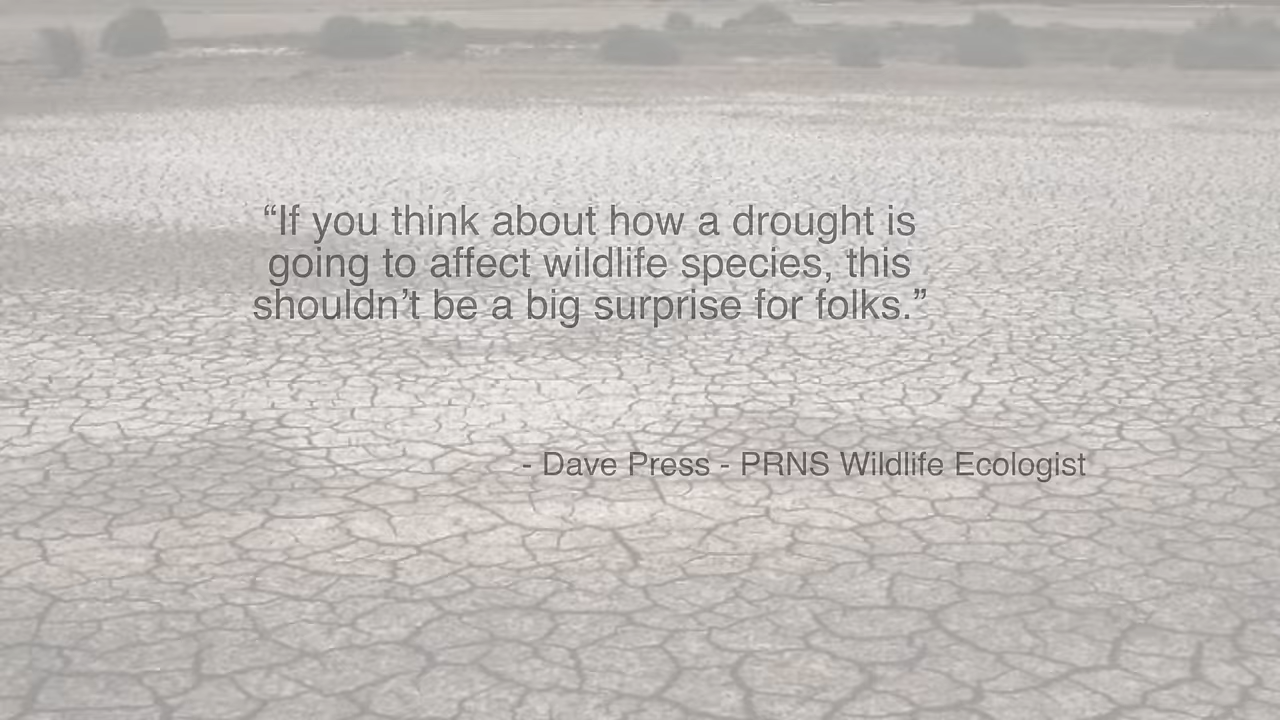 “If you think about how a drought is
going to affect wildlife species, this
shouldn’t be a big surprise for folks.”
- Dave Press - PRNS Wildlife Ecologist